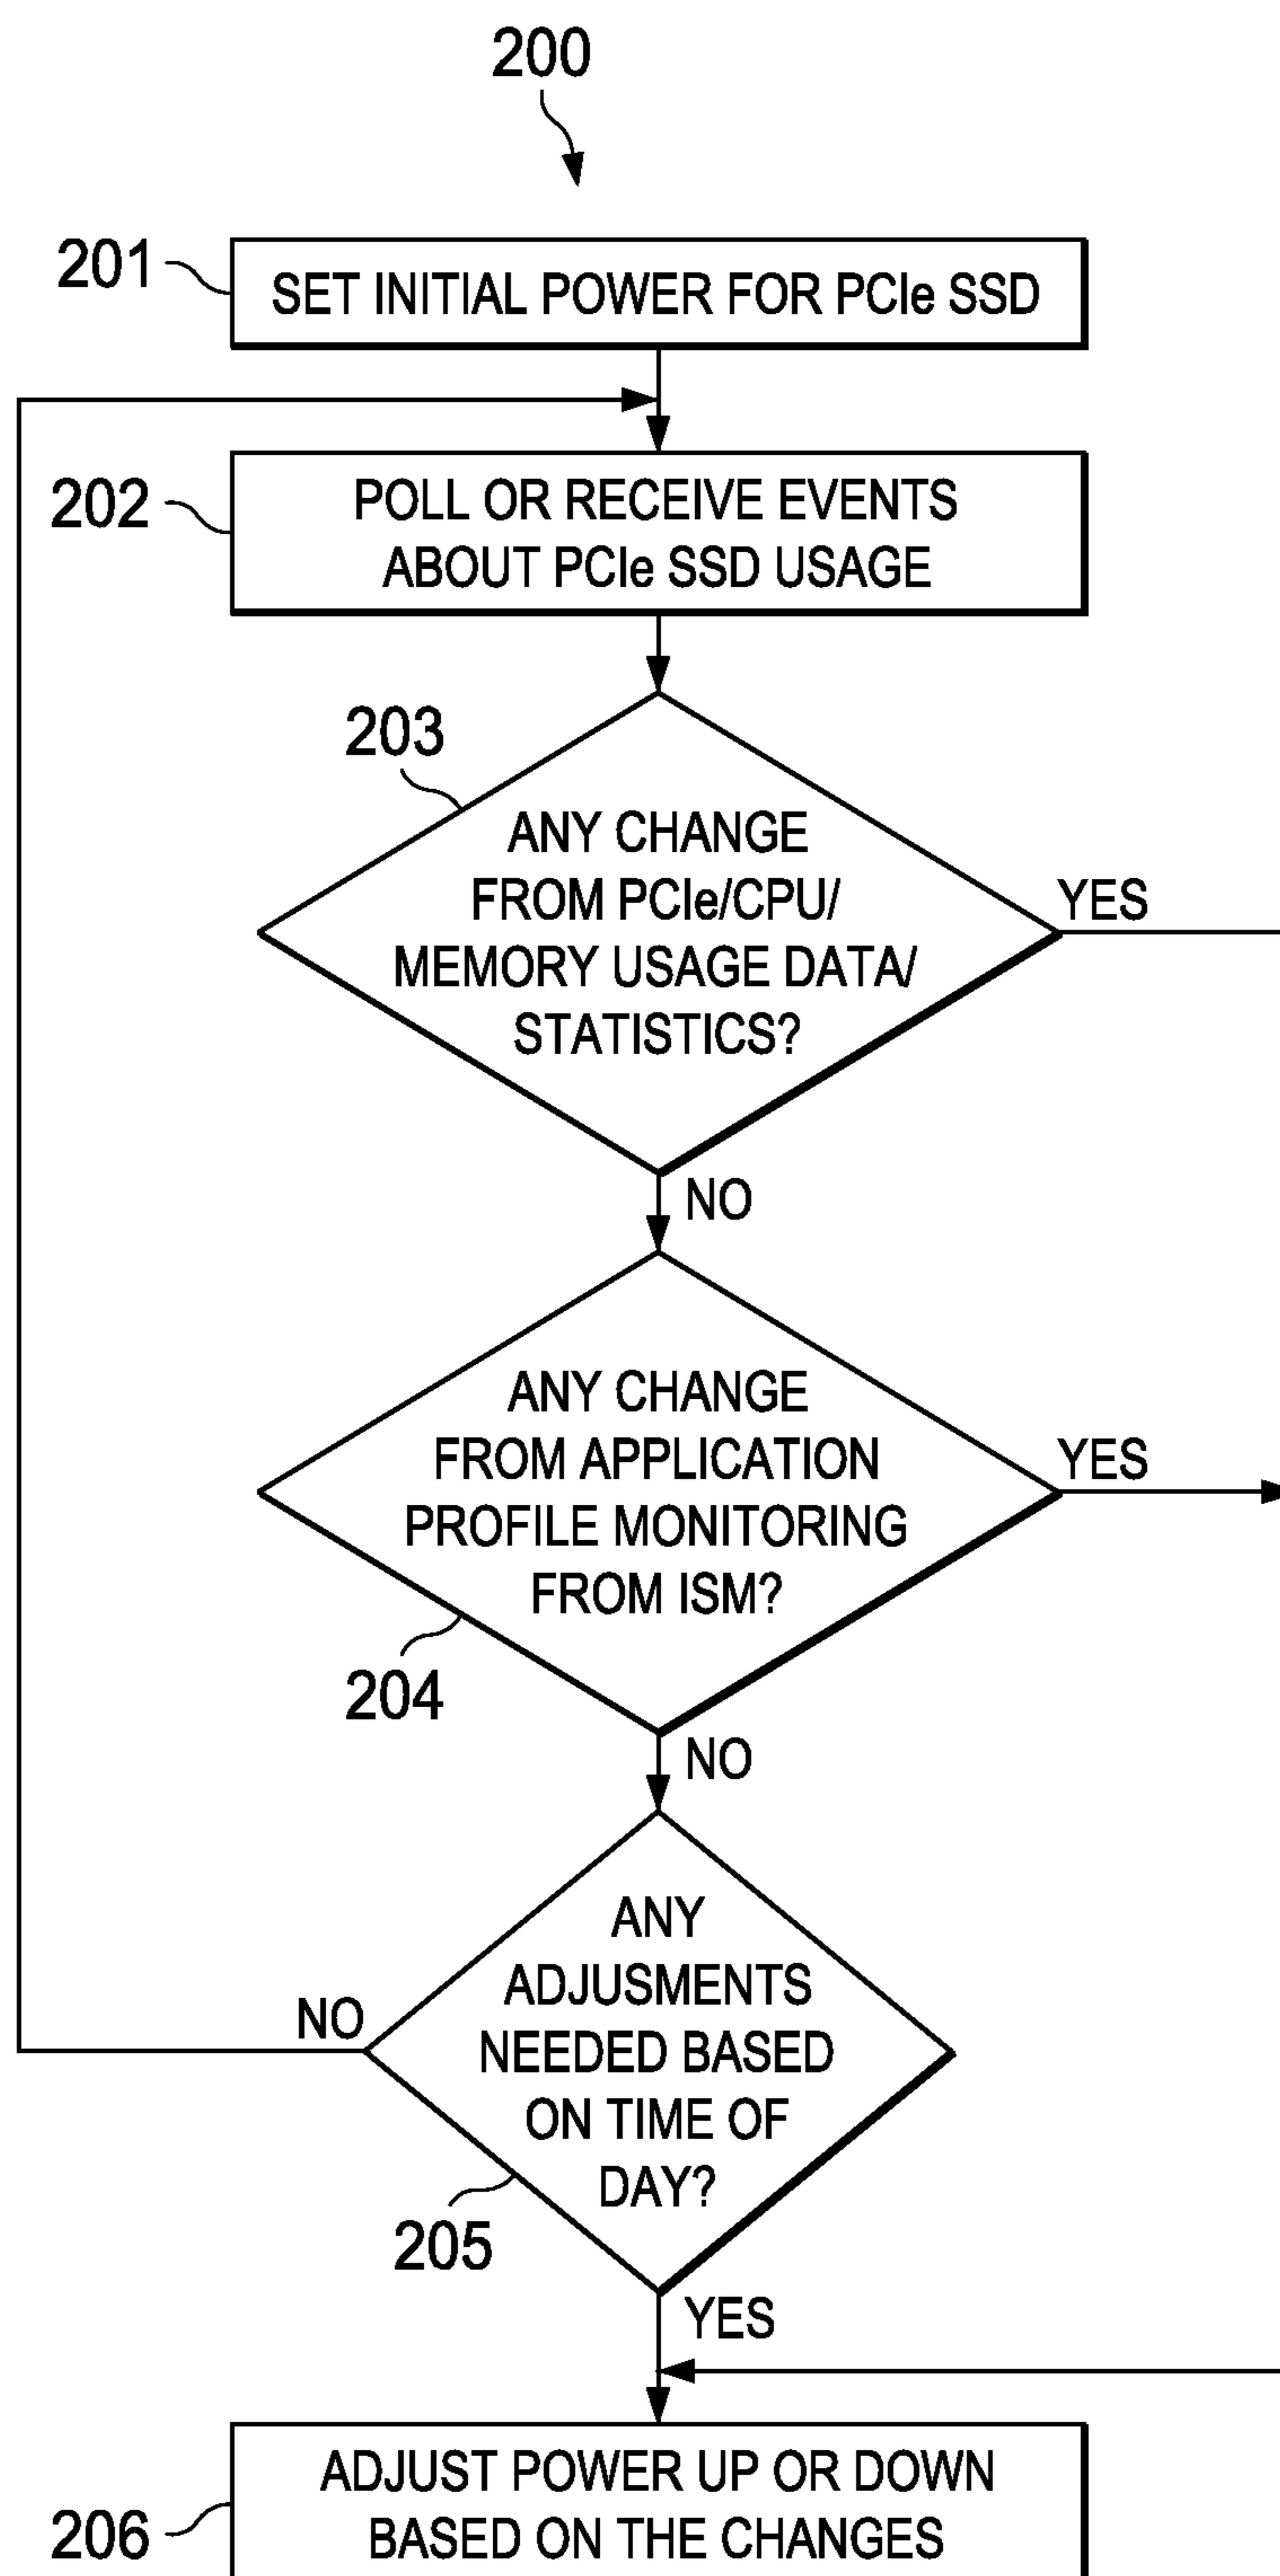 200
201
SET INITIAL POWER FOR PCIe SSD
202
POLL OR RECEIVE EVENTS
ABOUT PCIe SSD USAGE
203
ANY CHANGE
FROM PCIe/CPU/
MEMORY USAGE DATA/
STATISTICS?
YES
NO
ANY CHANGE
FROM APPLICATION
PROFILE MONITORING
FROM ISM?
YES
204
NO
ANY
ADJUSMENTS
NEEDED BASED
ON TIME OF
DAY?
NO
205
YES
206
ADJUST POWER UP OR DOWN
BASED ON THE CHANGES